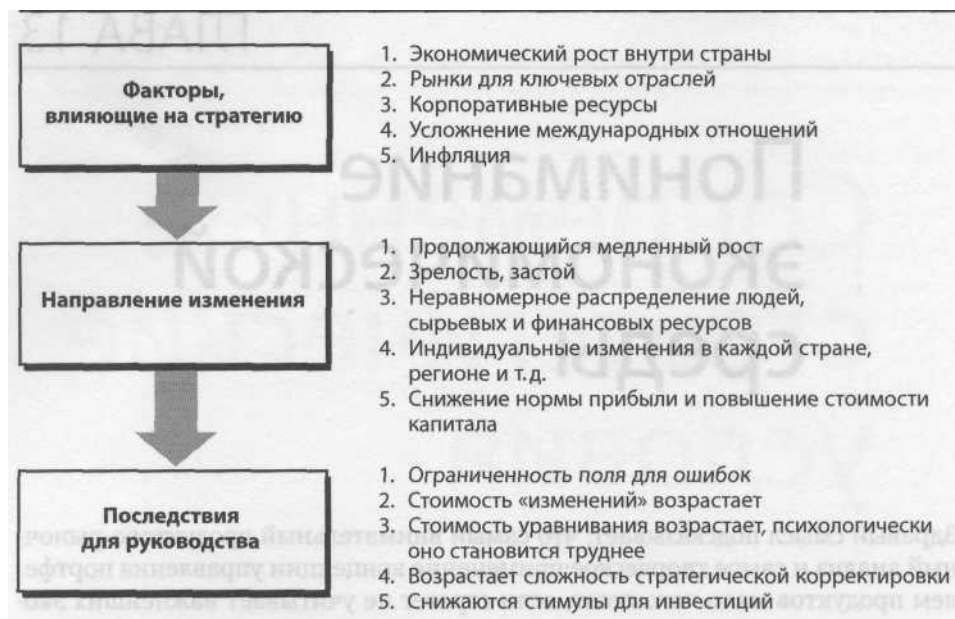 Факторы,
влияющие на стратегию
1. Экономический рост внутри страны
2. Рынки для ключевых отраслей
3. Корпоративные ресурсы
4. Усложнение международных отношений
5. Инфляция
Направление изменения
1. Продолжающийся медленный рост
2. Зрелость, застой
3. Неравномерное распределение людей,
сырьевых и финансовых ресурсов
4. Индивидуальные изменения в каждой стране,
регионе и т. д.
5. Снижение нормы прибыли и повышение стоимости
капитала
Последствия
для руководства
1. Ограниченность поля для ошибок
2. Стоимость «изменений» возрастает
3. Стоимость уравнивания возрастает, психологически
оно становится труднее
4. Возрастает сложность стратегической корректировки
5. Снижаются стимулы для инвестиций
ГЛАВА 13
Понимание
экономической
среды